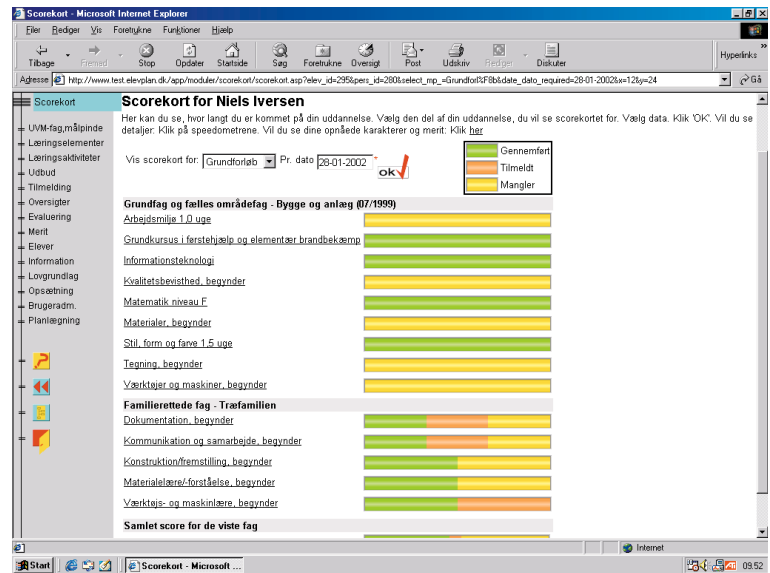 Scorekort - Microsoft Internet Explorer
Filer Rediger Vis Foretrukne Funktioner Hjælp
Tilbage Fremad Stop Opdater Startside Søg Foretrukne Oversigt Post Udskriv Rediger Diskuter Hyperlinks
Adresse http://www.test.elevplan.dk/app/moduler/scorekort/scorekort.asp?elev_id=295&pers_id=280&select_mp_=Grundforl%F8b&date_dato_required=28-01-2002&x=12&y=24 Gå
Scorekort
UVM-fag,målpinde
Læringselementer
Læringsaktiviteter
Udbud
Tilmelding
Oversigter
Evaluering
Merit
Elever
Information
Lovgrundlag
Opsætning
Brugeradm.
Planlægning
Scorekort for Niels Iversen
Her kan du se, hvor langt du er kommet på din uddannelse. Vælg den del af din uddannelse, du vil se scorekortet for. Vælg data. Klik 'OK'. Vil du se
detaljer: Klik på speedometrene. Vil du se dine opnåede karakterer og merit: Klik her
Vis scorekort for: Grundforløb Pr. dato 28-01-2002 * ok
Gennemført
Tilmeldt
Mangler
Grundfag og fælles områdefag - Bygge og anlæg (07/1999)
Arbejdsmiljø 1,0 uge
Grundkursus i førstehjælp og elementær brandbekæmp
Informationsteknologi
Kvalitetsbevisthed, begynder
Matematik niveau F
Materialer, begynder
Stil, form og farve 1,5 uge
Tegning, begynder
Værktøjer og maskiner, begynder
Familierettede fag - Træfamilien
Dokumentation, begynder
Kommunikation og samarbejde, begynder
Konstruktion/fremstilling, begynder
Materialelære/-forståelse, begynder
Værktøjs- og maskinlære, begynder
Samlet score for de viste fag
Internet
Start Scorekort - Microsoft ... 09.52